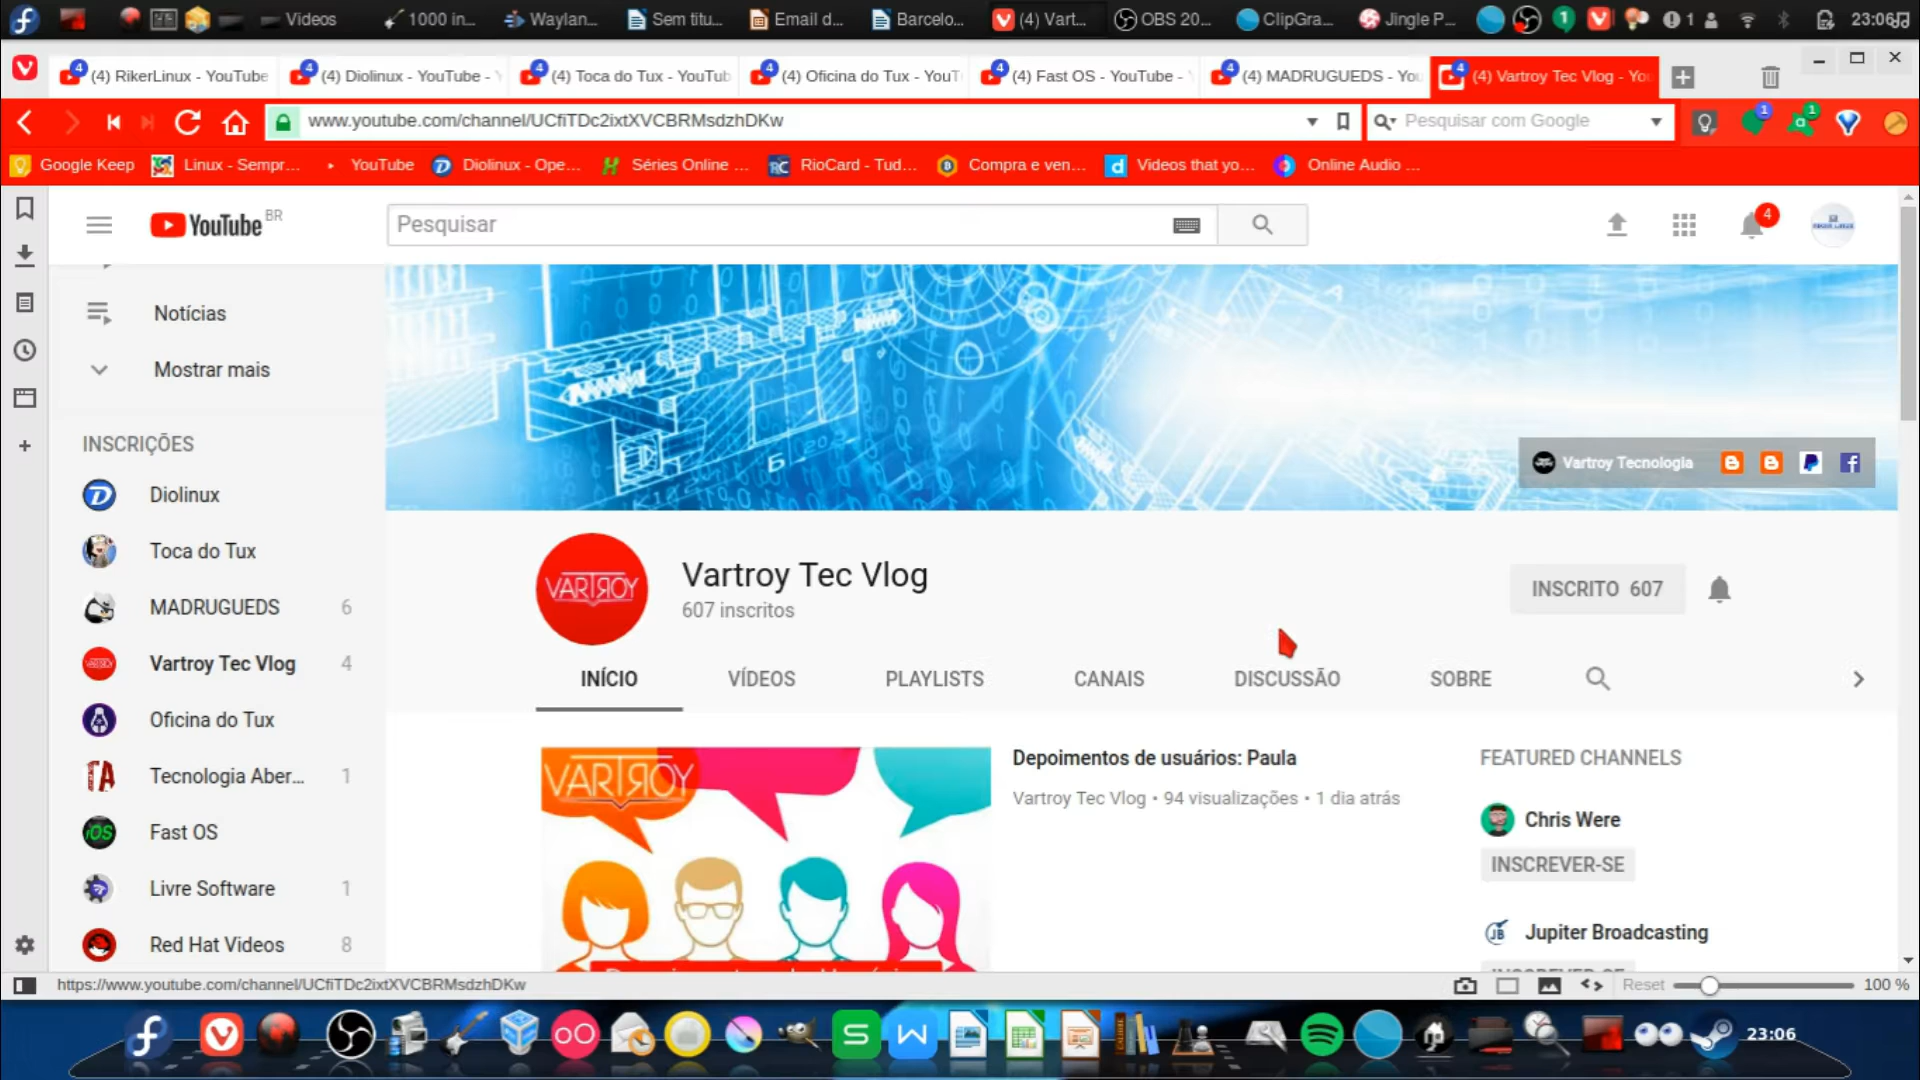 Videos 1000 in... Waylan... Sem titu... Email d... Barcelo... (4) Vart... OBS 20... ClipGra... Jingle P... 1 1 23:06
(4) RikerLinux - YouTube (4) Diolinux - YouTube - (4) Toca do Tux - YouTub (4) Oficina do Tux - YouT (4) Fast OS - YouTube - (4) MADRUGUEDS - You (4) Vartroy Tec Vlog - You
www.youtube.com/channel/UCfiTDc2ixtXVCBRMsdzhDKw Pesquisar com Google 1 1
Google Keep Linux - Sempr... YouTube Diolinux - Ope... Séries Online ... RioCard - Tud... Compra e ven... Videos that yo... Online Audio ...
YouTube BR Pesquisar 4
Notícias
Mostrar mais
INSCRIÇÕES
Diolinux
Toca do Tux
MADRUGUEDS 6
Vartroy Tec Vlog 4
Oficina do Tux
Tecnologia Aber... 1
Fast OS
Livre Software 1
Red Hat Videos 8
Vartroy Tecnologia
VARTROY
Vartroy Tec Vlog
607 inscritos
INSCRITO 607
INÍCIO VÍDEOS PLAYLISTS CANAIS DISCUSSÃO SOBRE
VARTROY
Depoimentos de usuários: Paula
Vartroy Tec Vlog • 94 visualizações • 1 dia atrás
FEATURED CHANNELS
Chris Were
INSCREVER-SE
Jupiter Broadcasting
INSCREVER-SE
https://www.youtube.com/channel/UCfiTDc2ixtXVCBRMsdzhDKw Reset 100 %
23:06